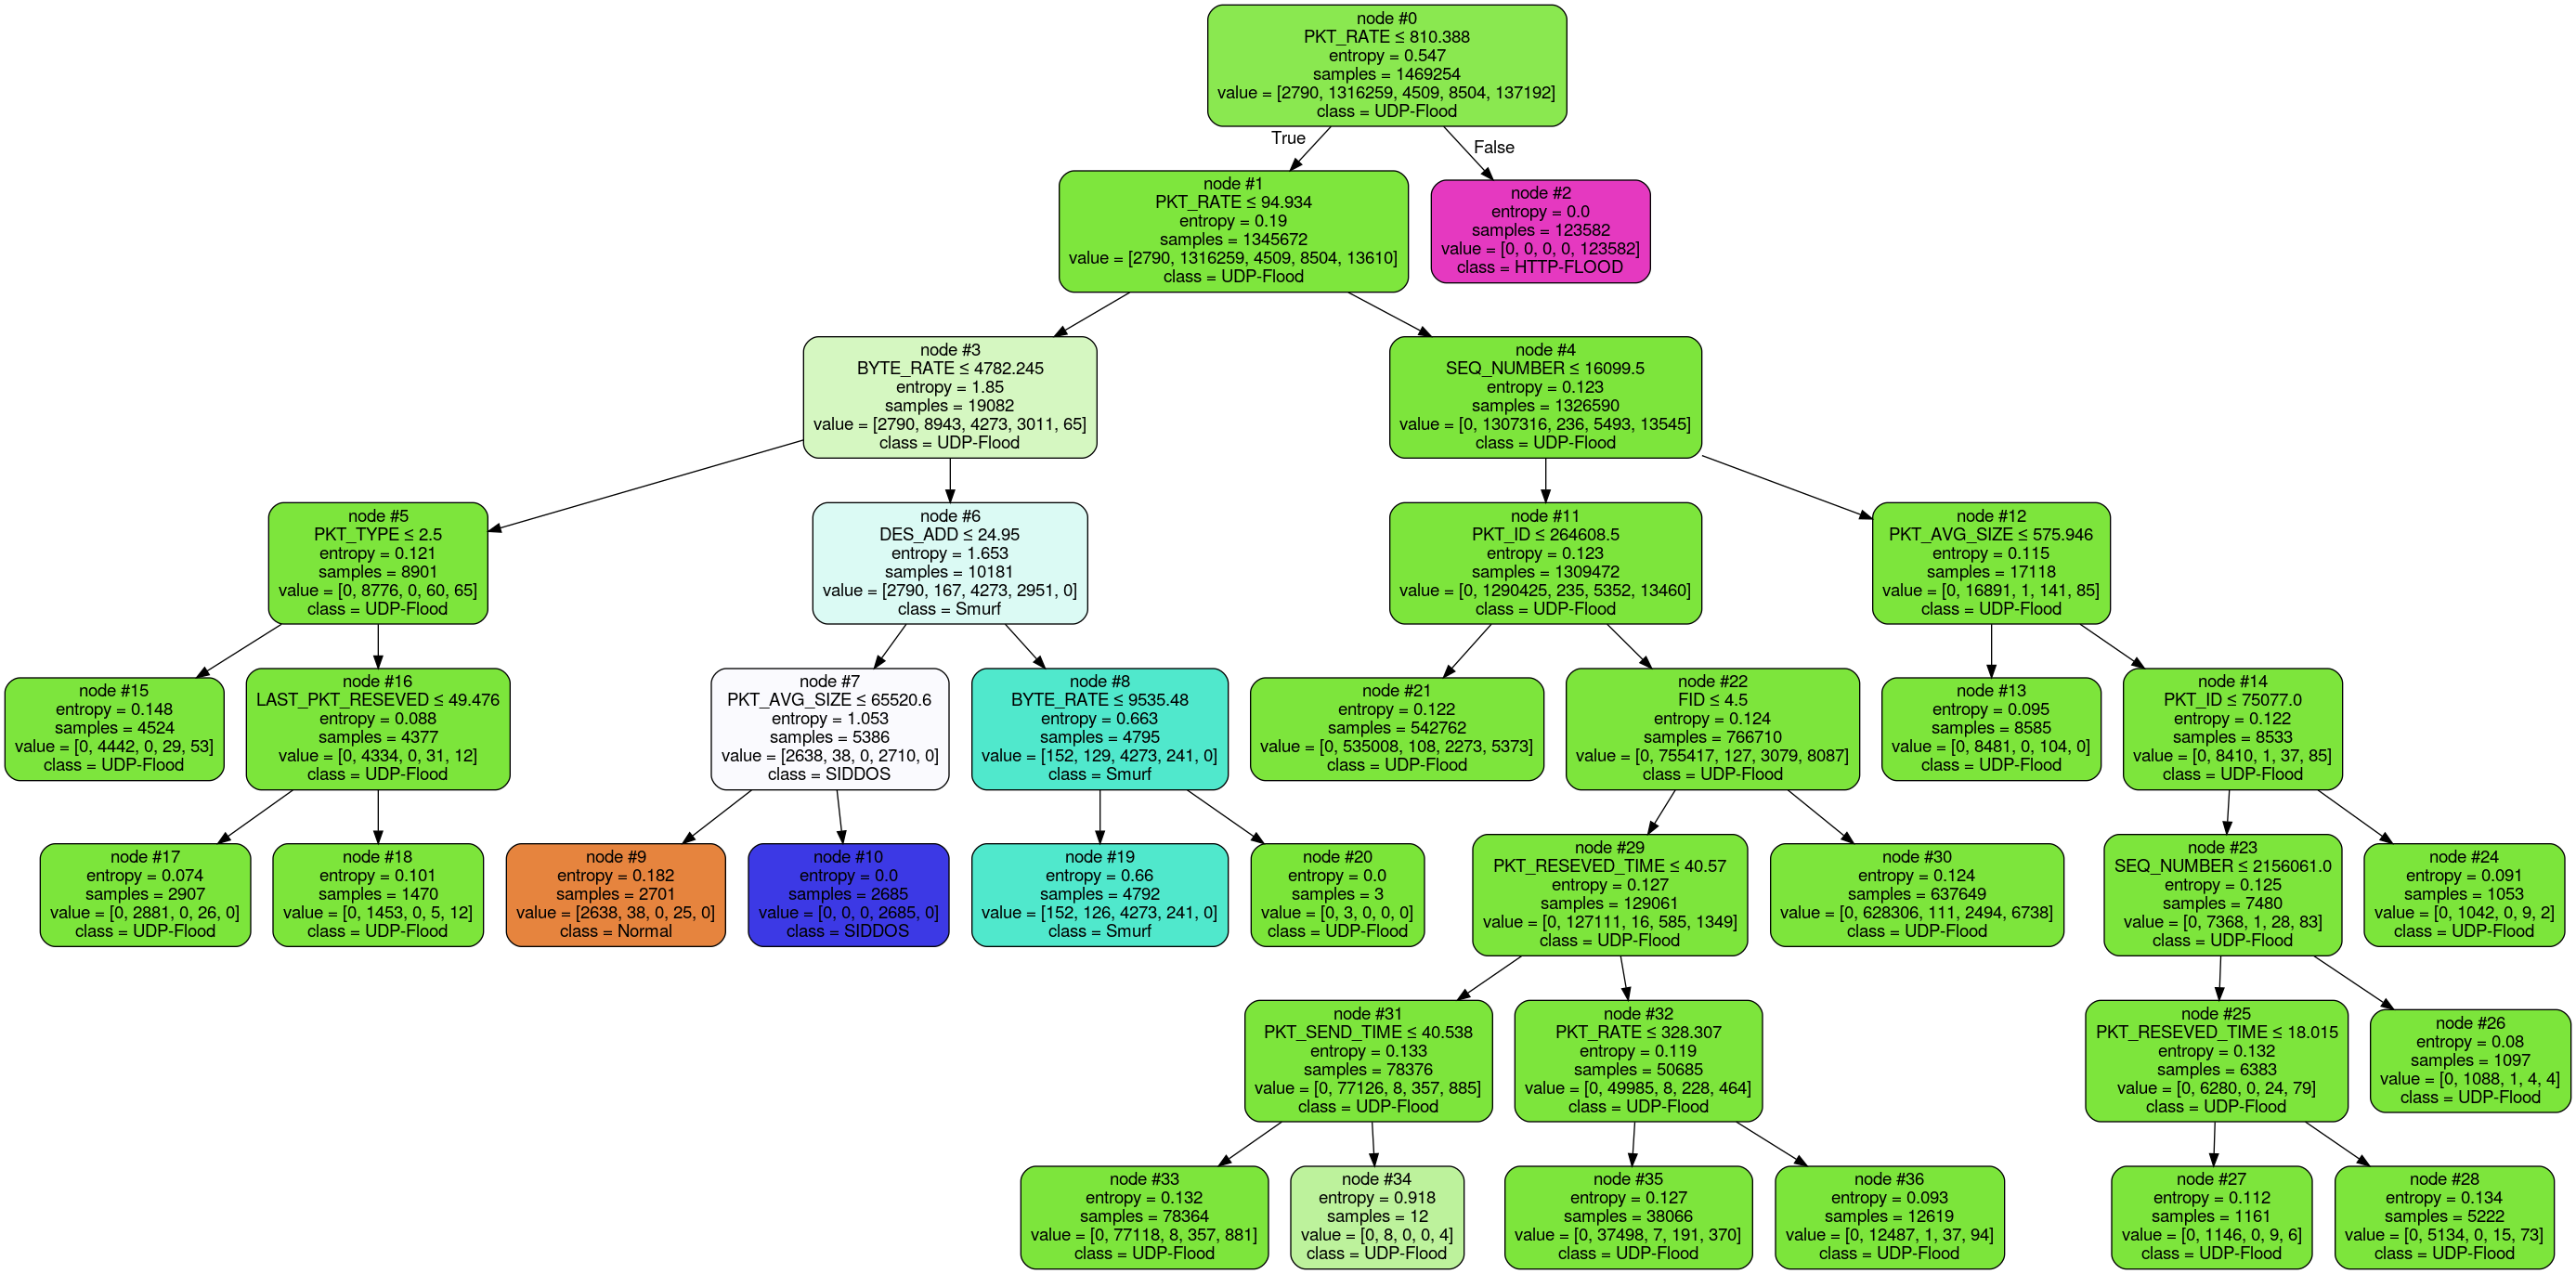 node #0
PKT_RATE ≤ 810.388
entropy = 0.547
samples = 1469254
value = [2790, 1316259, 4509, 8504, 137192]
class = UDP-Flood
True
False
node #1
PKT_RATE ≤ 94.934
entropy = 0.19
samples = 1345672
value = [2790, 1316259, 4509, 8504, 13610]
class = UDP-Flood
node #2
entropy = 0.0
samples = 123582
value = [0, 0, 0, 0, 123582]
class = HTTP-FLOOD
node #3
BYTE_RATE ≤ 4782.245
entropy = 1.85
samples = 19082
value = [2790, 8943, 4273, 3011, 65]
class = UDP-Flood
node #4
SEQ_NUMBER ≤ 16099.5
entropy = 0.123
samples = 1326590
value = [0, 1307316, 236, 5493, 13545]
class = UDP-Flood
node #5
PKT_TYPE ≤ 2.5
entropy = 0.121
samples = 8901
value = [0, 8776, 0, 60, 65]
class = UDP-Flood
node #6
DES_ADD ≤ 24.95
entropy = 1.653
samples = 10181
value = [2790, 167, 4273, 2951, 0]
class = Smurf
node #11
PKT_ID ≤ 264608.5
entropy = 0.123
samples = 1309472
value = [0, 1290425, 235, 5352, 13460]
class = UDP-Flood
node #12
PKT_AVG_SIZE ≤ 575.946
entropy = 0.115
samples = 17118
value = [0, 16891, 1, 141, 85]
class = UDP-Flood
node #15
entropy = 0.148
samples = 4524
value = [0, 4442, 0, 29, 53]
class = UDP-Flood
node #16
LAST_PKT_RESEVED ≤ 49.476
entropy = 0.088
samples = 4377
value = [0, 4334, 0, 31, 12]
class = UDP-Flood
node #7
PKT_AVG_SIZE ≤ 65520.6
entropy = 1.053
samples = 5386
value = [2638, 38, 0, 2710, 0]
class = SIDDOS
node #8
BYTE_RATE ≤ 9535.48
entropy = 0.663
samples = 4795
value = [152, 129, 4273, 241, 0]
class = Smurf
node #21
entropy = 0.122
samples = 542762
value = [0, 535008, 108, 2273, 5373]
class = UDP-Flood
node #22
FID ≤ 4.5
entropy = 0.124
samples = 766710
value = [0, 755417, 127, 3079, 8087]
class = UDP-Flood
node #13
entropy = 0.095
samples = 8585
value = [0, 8481, 0, 104, 0]
class = UDP-Flood
node #14
PKT_ID ≤ 75077.0
entropy = 0.122
samples = 8533
value = [0, 8410, 1, 37, 85]
class = UDP-Flood
node #17
entropy = 0.074
samples = 2907
value = [0, 2881, 0, 26, 0]
class = UDP-Flood
node #18
entropy = 0.101
samples = 1470
value = [0, 1453, 0, 5, 12]
class = UDP-Flood
node #9
entropy = 0.182
samples = 2701
value = [2638, 38, 0, 25, 0]
class = Normal
node #10
entropy = 0.0
samples = 2685
value = [0, 0, 0, 2685, 0]
class = SIDDOS
node #19
entropy = 0.66
samples = 4792
value = [152, 126, 4273, 241, 0]
class = Smurf
node #20
entropy = 0.0
samples = 3
value = [0, 3, 0, 0, 0]
class = UDP-Flood
node #29
PKT_RESEVED_TIME ≤ 40.57
entropy = 0.127
samples = 129061
value = [0, 127111, 16, 585, 1349]
class = UDP-Flood
node #30
entropy = 0.124
samples = 637649
value = [0, 628306, 111, 2494, 6738]
class = UDP-Flood
node #23
SEQ_NUMBER ≤ 2156061.0
entropy = 0.125
samples = 7480
value = [0, 7368, 1, 28, 83]
class = UDP-Flood
node #24
entropy = 0.091
samples = 1053
value = [0, 1042, 0, 9, 2]
class = UDP-Flood
node #31
PKT_SEND_TIME ≤ 40.538
entropy = 0.133
samples = 78376
value = [0, 77126, 8, 357, 885]
class = UDP-Flood
node #32
PKT_RATE ≤ 328.307
entropy = 0.119
samples = 50685
value = [0, 49985, 8, 228, 464]
class = UDP-Flood
node #25
PKT_RESEVED_TIME ≤ 18.015
entropy = 0.132
samples = 6383
value = [0, 6280, 0, 24, 79]
class = UDP-Flood
node #26
entropy = 0.08
samples = 1097
value = [0, 1088, 1, 4, 4]
class = UDP-Flood
node #33
entropy = 0.132
samples = 78364
value = [0, 77118, 8, 357, 881]
class = UDP-Flood
node #34
entropy = 0.918
samples = 12
value = [0, 8, 0, 0, 4]
class = UDP-Flood
node #35
entropy = 0.127
samples = 38066
value = [0, 37498, 7, 191, 370]
class = UDP-Flood
node #36
entropy = 0.093
samples = 12619
value = [0, 12487, 1, 37, 94]
class = UDP-Flood
node #27
entropy = 0.112
samples = 1161
value = [0, 1146, 0, 9, 6]
class = UDP-Flood
node #28
entropy = 0.134
samples = 5222
value = [0, 5134, 0, 15, 73]
class = UDP-Flood